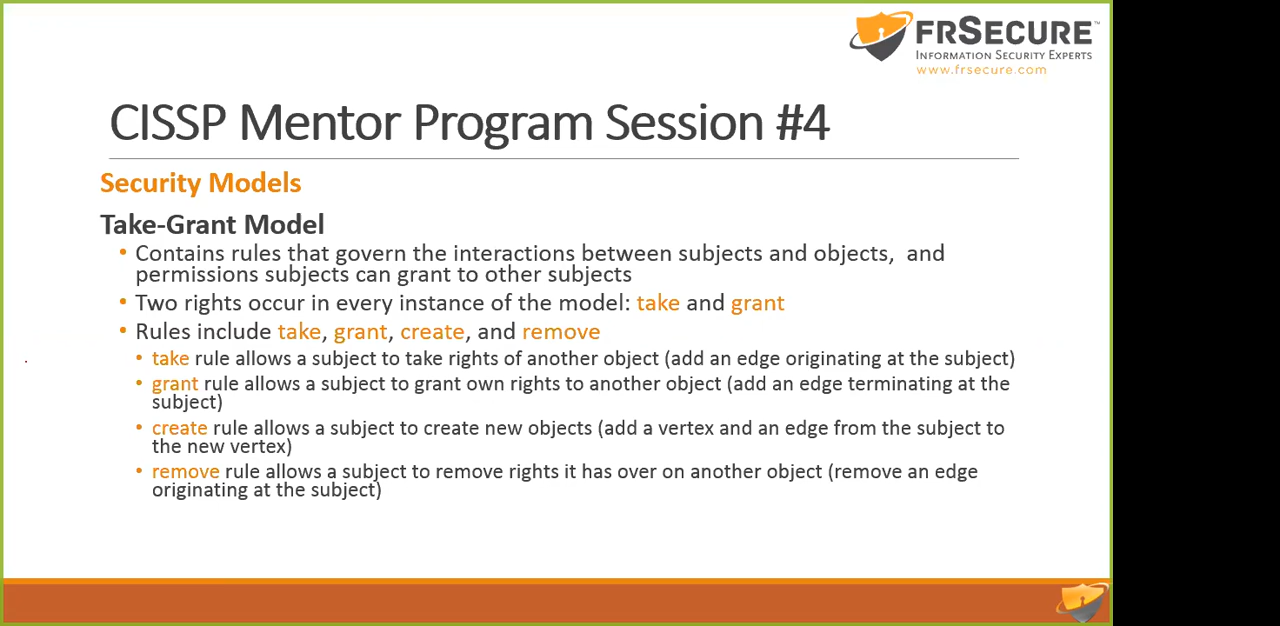 FRSECURE™
INFORMATION SECURITY EXPERTS
www.frsecure.com
CISSP Mentor Program Session #4
Security Models
Take-Grant Model
• Contains rules that govern the interactions between subjects and objects,  and
permissions subjects can grant to other subjects
• Two rights occur in every instance of the model: take and grant
• Rules include take, grant, create, and remove
• take rule allows a subject to take rights of another object (add an edge originating at the subject)
• grant rule allows a subject to grant own rights to another object (add an edge terminating at the
subject)
• create rule allows a subject to create new objects (add a vertex and an edge from the subject to
the new vertex)
• remove rule allows a subject to remove rights it has over on another object (remove an edge
originating at the subject)